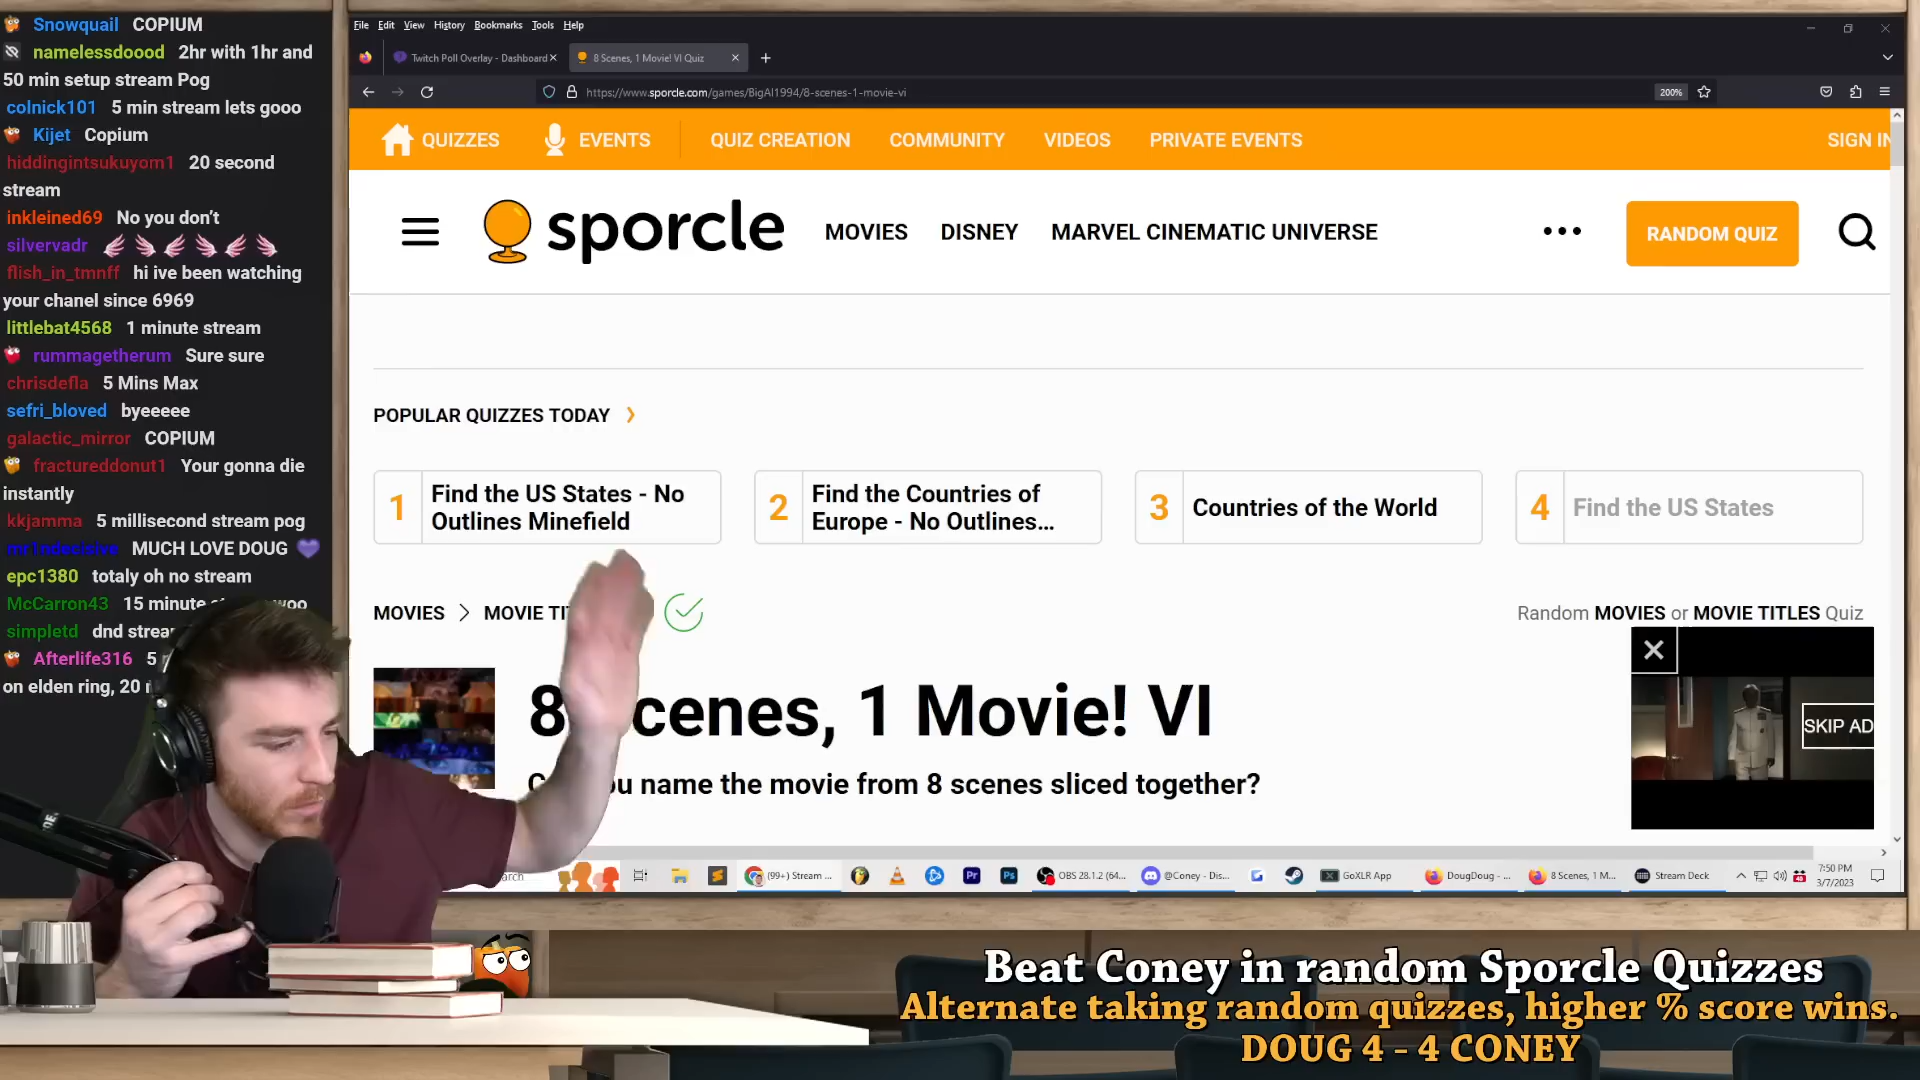 Snowquail COPIUM
namelessdoood 2hr with 1hr and
50 min setup stream Pog
colnick101 5 min stream lets gooo
Kijet Copium
hiddingintsukuyom1 20 second
stream
inkleined69 No you don't
silvervadr
flish_in_tmnff hi ive been watching
your chanel since 6969
littlebat4568 1 minute stream
rummagetherum Sure sure
chrisdefla 5 Mins Max
sefri_bloved byeeeee
galactic_mirror COPIUM
fractureddonut1 Your gonna die
instantly
kkjamma 5 millisecond stream pog
mr1ndecisive MUCH LOVE DOUG
epc1380 totaly oh no stream
McCarron43 15 minute
simpletd dnd
Afterlife316 5
on elden ring, 20
File Edit View History Bookmarks Tools Help
Twitch Poll Overlay - Dashboard
8 Scenes, 1 Movie! VI Quiz
https://www.sporcle.com/games/BigAl1994/8-scenes-1-movie-vi
200%
QUIZZES EVENTS QUIZ CREATION COMMUNITY VIDEOS PRIVATE EVENTS SIGN IN
sporcle MOVIES DISNEY MARVEL CINEMATIC UNIVERSE ••• RANDOM QUIZ
POPULAR QUIZZES TODAY
1 Find the US States - No
Outlines Minefield
2 Find the Countries of
Europe - No Outlines...
3 Countries of the World
4 Find the US States
MOVIES > MOVIE TI
Random MOVIES or MOVIE TITLES Quiz
8 cenes, 1 Movie! VI
SKIP AD
u name the movie from 8 scenes sliced together?
(99+) Stream ...
Pr
Ps
OBS 28.1.2 (64...
@Coney - Dis...
GoXLR App
DougDoug - ...
8 Scenes, 1 M...
Stream Deck
7:50 PM
3/7/2023
Beat Coney in random Sporcle Quizzes
Alternate taking random quizzes, higher % score wins.
DOUG 4 - 4 CONEY